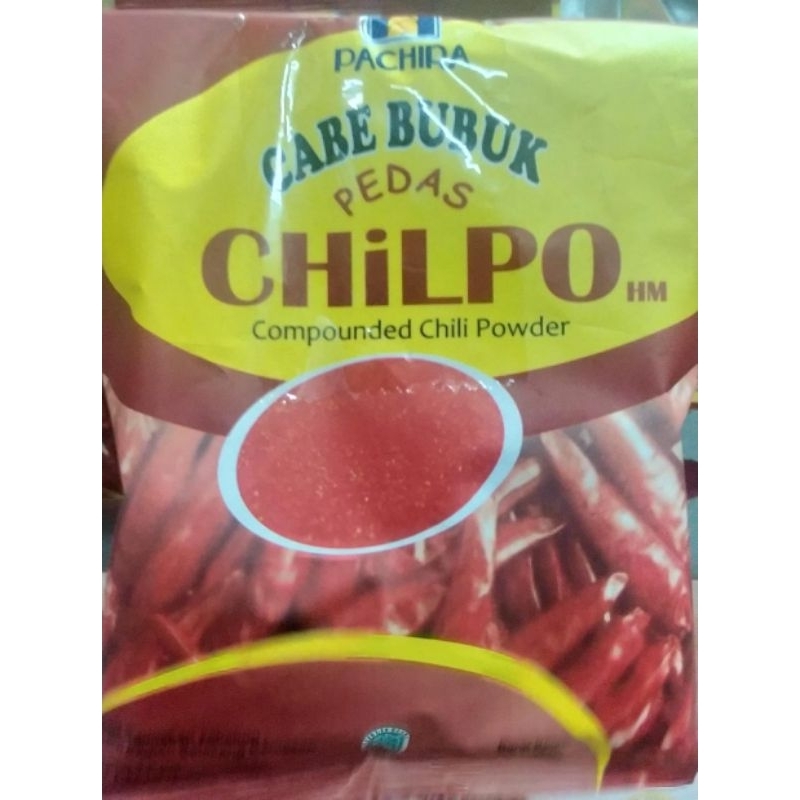 PACHIRA
CABE BUBUK
PEDAS
CHiLPO HM
Compounded Chili Powder